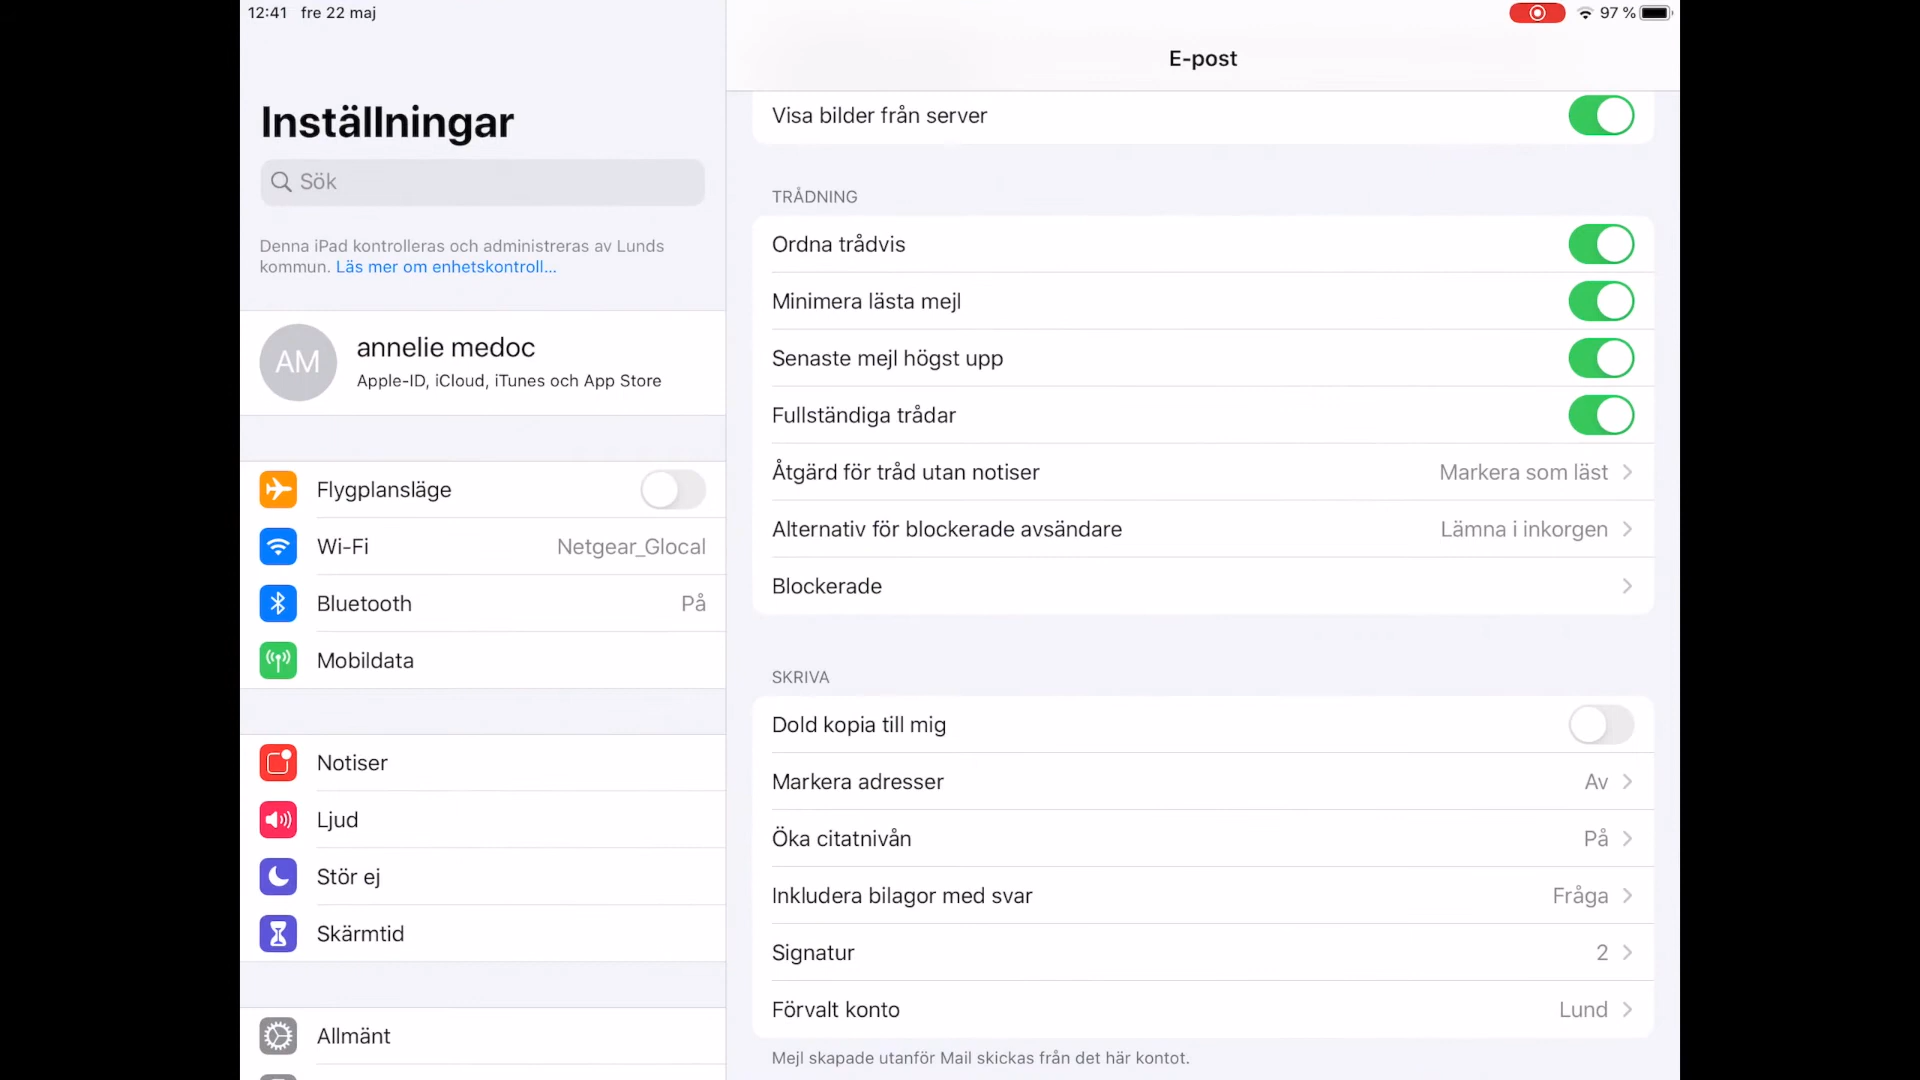 12:41 fre 22 maj
97 %
Inställningar
Sök
Denna iPad kontrolleras och administreras av Lunds
kommun. Läs mer om enhetskontroll...
AM
annelie medoc
Apple-ID, iCloud, iTunes och App Store
Flygplansläge
Wi-Fi Netgear_Glocal
Bluetooth På
Mobildata
Notiser
Ljud
Stör ej
Skärmtid
Allmänt
E-post
Visa bilder från server
TRÅDNING
Ordna trådvis
Minimera lästa mejl
Senaste mejl högst upp
Fullständiga trådar
Åtgärd för tråd utan notiser Markera som läst
Alternativ för blockerade avsändare Lämna i inkorgen
Blockerade
SKRIVA
Dold kopia till mig
Markera adresser Av
Öka citatnivån På
Inkludera bilagor med svar Fråga
Signatur 2
Förvalt konto Lund
Mejl skapade utanför Mail skickas från det här kontot.